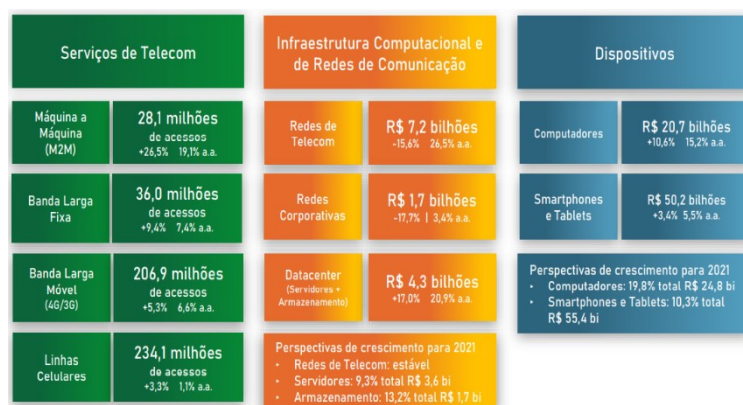 Serviços de Telecom
Máquina a
Máquina
(M2M)
28,1 milhões
de acessos
+26,5% 19,1% a.a.
Banda Larga
Fixa
36,0 milhões
de acessos
+9,4% 7,4% a.a.
Banda Larga
Móvel
(4G/3G)
206,9 milhões
de acessos
+5,3% 6,6% a.a.
Linhas
Celulares
234,1 milhões
de acessos
+3,3% 1,1% a.a.
Infraestrutura Computacional e
de Redes de Comunicação
Redes de
Telecom
R$ 7,2 bilhões
-15,6% 26,5% a.a.
Redes
Corporativas
R$ 1,7 bilhões
-17,7% | 3,4% a.a.
Datacenter
(Servidores +
Armazenamento)
R$ 4,3 bilhões
+17,0% 20,9% a.a.
Perspectivas de crescimento para 2021
• Redes de Telecom: estável
• Servidores: 9,3% total R$ 3,6 bi
• Armazenamento: 13,2% total R$ 1,7 bi
Dispositivos
Computadores
R$ 20,7 bilhões
+10,6% 15,2% a.a.
Smartphones
e Tablets
R$ 50,2 bilhões
+3,4% 5,5% a.a.
Perspectivas de crescimento para 2021
• Computadores: 19,8% total R$ 24,8 bi
• Smartphones e Tablets: 10,3% total
R$ 55,4 bi